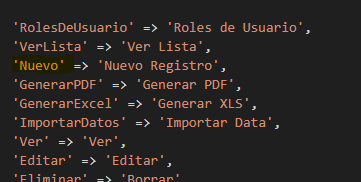 'RolesDeUsuario' => 'Roles de Usuario',
'VerLista' => 'Ver Lista',
'Nuevo' => 'Nuevo Registro',
'GenerarPDF' => 'Generar PDF',
'GenerarExcel' => 'Generar XLS',
'ImportarDatos' => 'Importar Data',
'Ver' => 'Ver',
'Editar' => 'Editar',
'Eliminar' => 'Borrar'